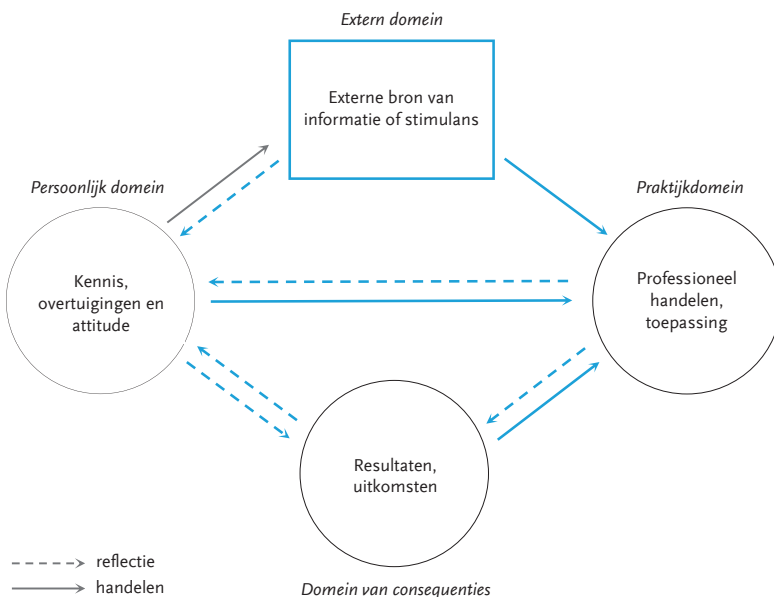 Extern domein
Externe bron van
informatie of stimulans
Persoonlijk domein
Praktijkdomein
Kennis,
overtuigingen en
attitude
Professioneel
handelen,
toepassing
Resultaten,
uitkomsten
reflectie
handelen
Domein van consequenties